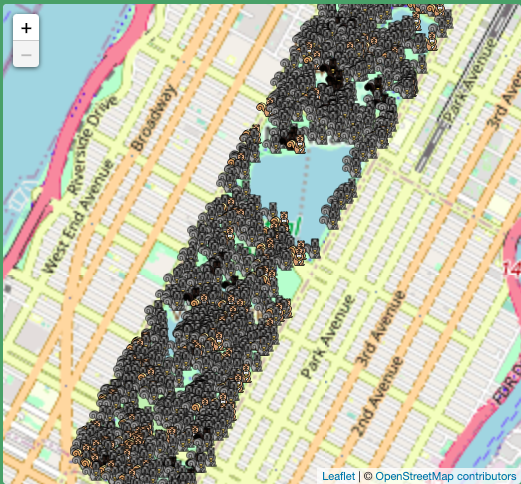 +
−
Riverside Drive
West End Avenue
Broadway
Park Avenue
3rd Ave
Park Avenue
3rd Avenue
2nd Avenue
14
FDR D
Leaflet | © OpenStreetMap contributors